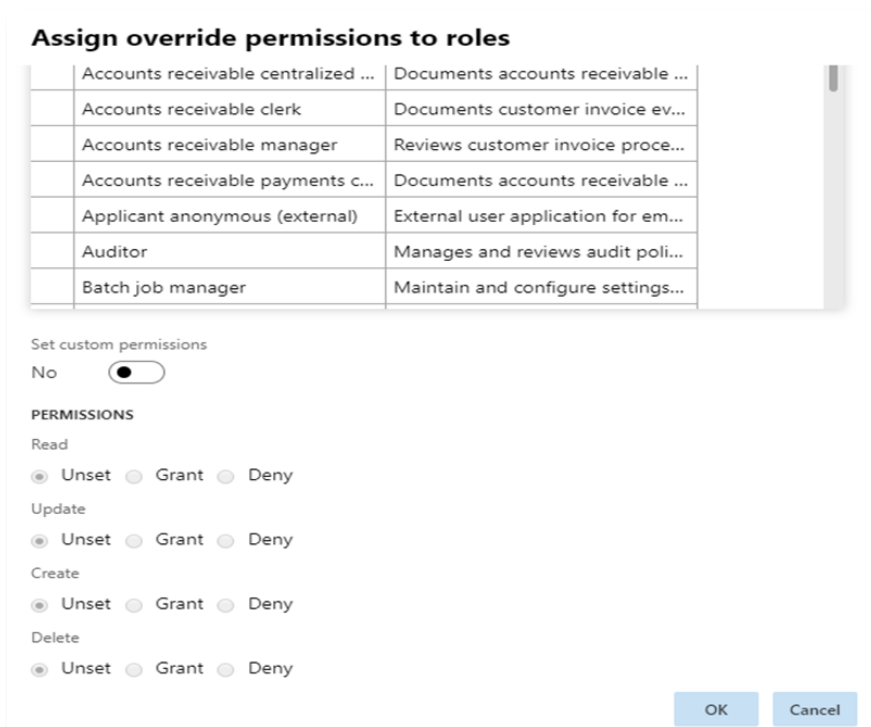 Assign override permissions to roles
Accounts receivable centralized ... Documents accounts receivable ...
Accounts receivable clerk Documents customer invoice ev...
Accounts receivable manager Reviews customer invoice proce...
Accounts receivable payments c... Documents accounts receivable ...
Applicant anonymous (external) External user application for em...
Auditor Manages and reviews audit poli...
Batch job manager Maintain and configure settings...
Set custom permissions
No
PERMISSIONS
Read
Unset Grant Deny
Update
Unset Grant Deny
Create
Unset Grant Deny
Delete
Unset Grant Deny
OK Cancel